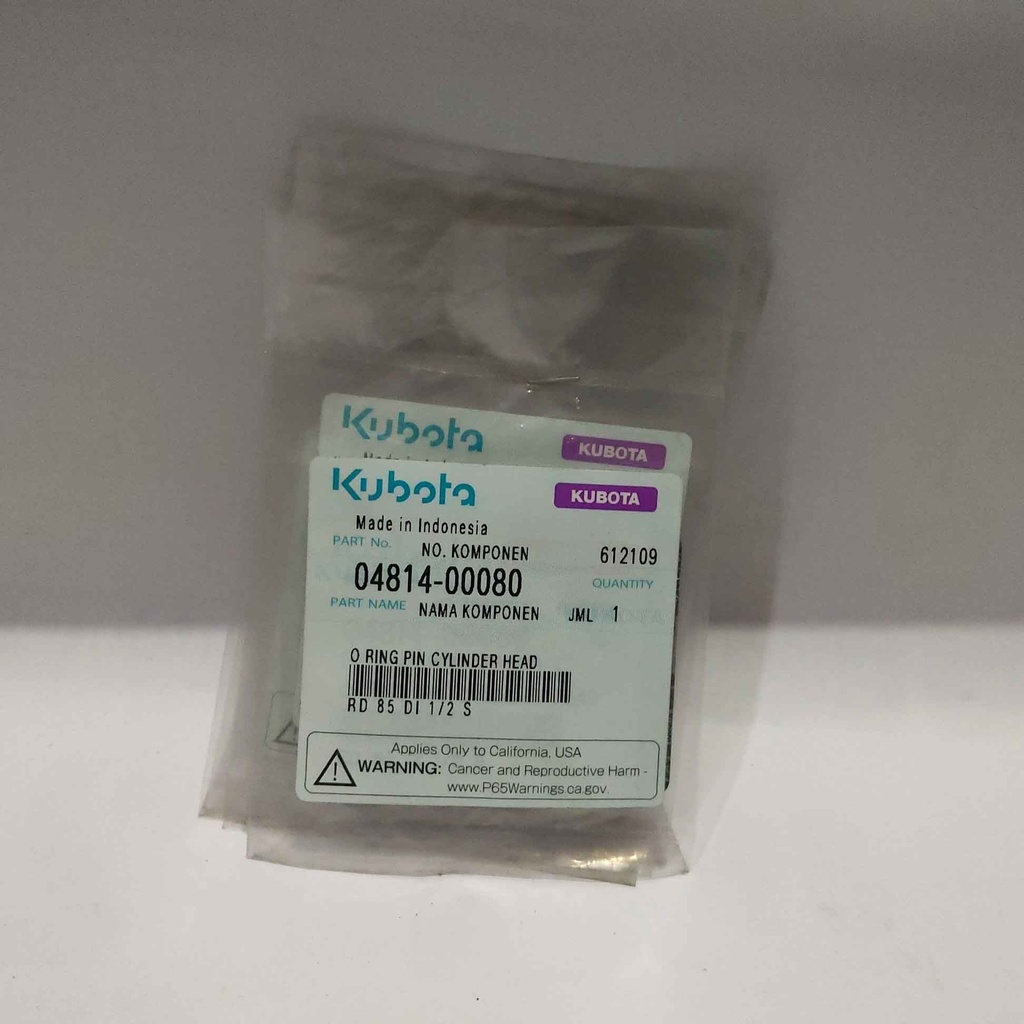 Kubota
KUBOTA
Kubota
KUBOTA
Made in Indonesia
PART No.
NO. KOMPONEN
612109
04814-00080
QUANTITY
PART NAME
NAMA KOMPONEN
JML 1
O RING PIN CYLINDER HEAD
RD 85 DI 1/2 S
Applies Only to California, USA
WARNING: Cancer and Reproductive Harm -
www.P65Warnings.ca.gov.